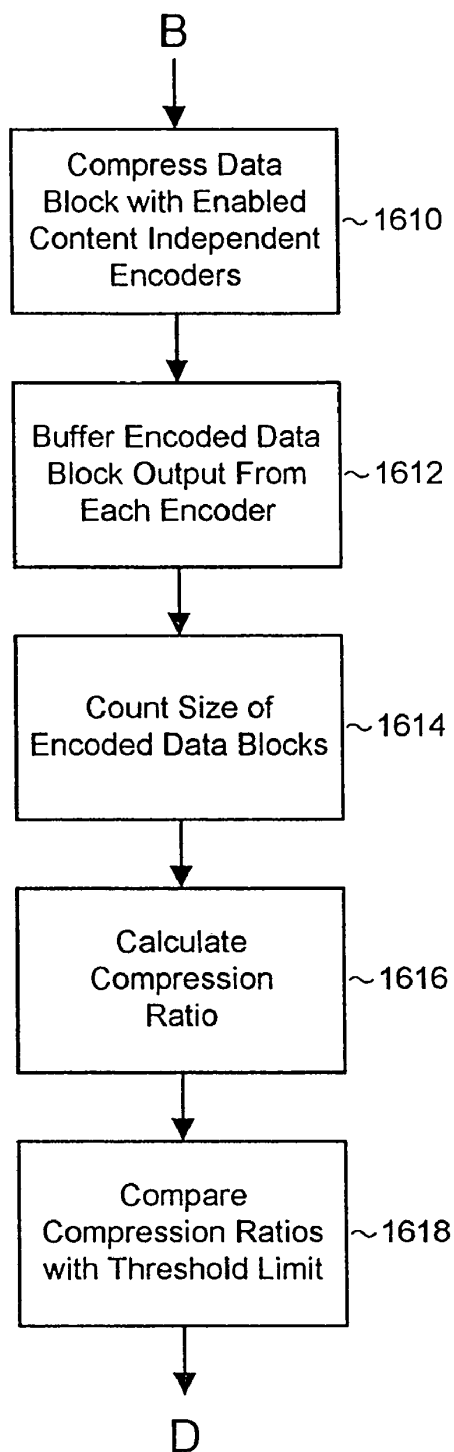 B
Compress Data
Block with Enabled
Content Independent
Encoders
~1610
Buffer Encoded Data
Block Output From
Each Encoder
~1612
Count Size of
Encoded Data Blocks
~1614
Calculate
Compression
Ratio
~1616
Compare
Compression Ratios
with Threshold Limit
~1618
D